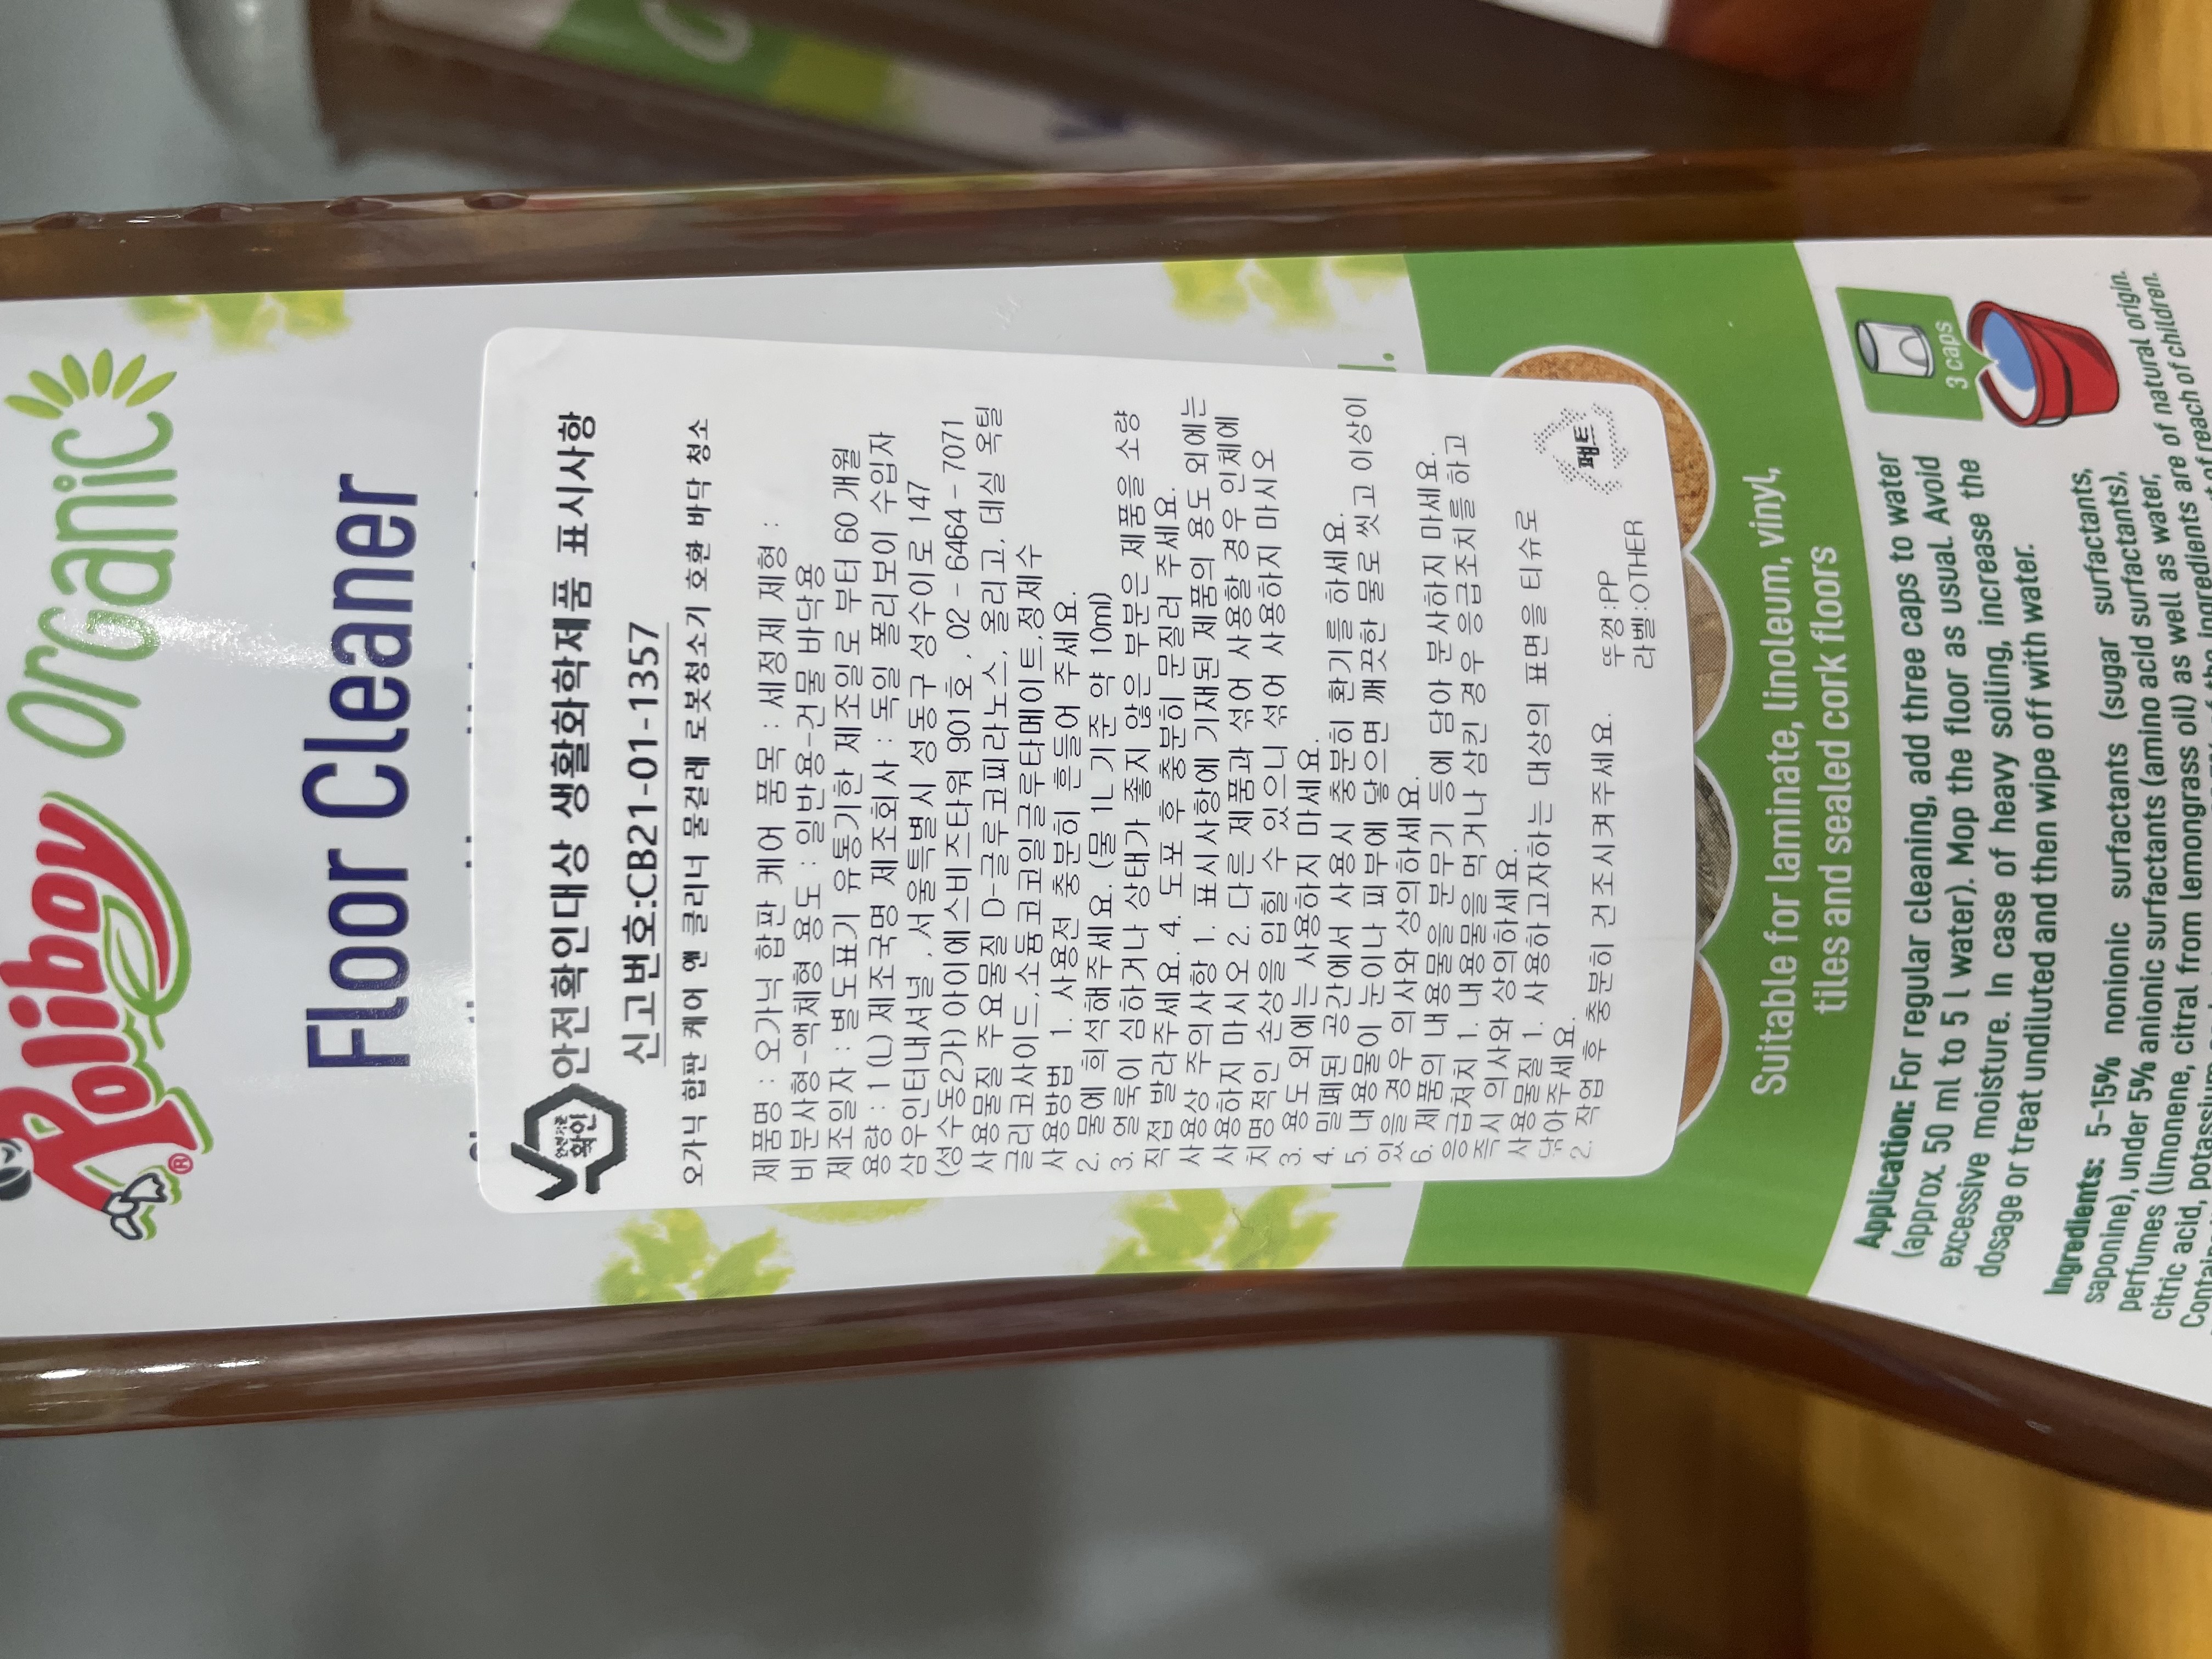 Poliboy
®
organic
Floor Cleaner
안전확인
안전확인대상 생활화학제품 표시사항
신고번호:CB21-01-1357
오가닉 합판 케어 앤 클리너 물걸레 로봇청소기 호환 바닥 청소
제품명 : 오가닉 합판 케어 품목 : 세정제 제형 :
비분사형-액체형 용도 : 일반용-건물 바닥용
제조일자 : 별도표기 유통기한 제조일로 부터 60 개월
용량 : 1 (L) 제조국명 제조회사 : 독일 폴리보이 수입자
삼우인터내셔널 , 서울특별시 성동구 성수이로 147
(성수동2가) 아이에스비즈타워 901호 , 02 - 6464 - 7071
사용물질 주요물질 D-글루코피라노스, 올리고, 데실 옥틸
글리코사이드,소듐코코일글루타메이트,정제수
사용방법 1. 사용전 충분히 흔들어 주세요.
2. 물에 희석해주세요. (물 1L기준 약 10ml)
3. 얼룩이 심하거나 상태가 좋지 않은 부분은 제품을 소량
직접 발라주세요. 4. 도포 후 충분히 문질러 주세요.
사용상 주의사항 1. 표시사항에 기재된 제품의 용도 외에는
사용하지 마시오 2. 다른 제품과 섞어 사용할 경우 인체에
치명적인 손상을 입힐 수 있으니 섞어 사용하지 마시오
3. 용도 외에는 사용하지 마세요.
4. 밀폐된 공간에서 사용시 충분히 환기를 하세요.
5. 내용물이 눈이나 피부에 닿으면 깨끗한 물로 씻고 이상이
있을 경우 의사와 상의하세요.
6. 제품의 내용물을 분무기 등에 담아 분사하지 마세요.
응급처치 1. 내용물을 먹거나 삼킨 경우 응급조치를 하고
즉시 의사와 상의하세요.
사용물질 1. 사용하고자하는 대상의 표면을 티슈로
닦아주세요.
2. 작업 후 충분히 건조시켜주세요.
뚜껑:PP
라벨:OTHER
페트
Suitable for laminate, linoleum, vinyl,
tiles and sealed cork floors
Application: For regular cleaning, add three caps to water
(approx. 50 ml to 5 l water). Mop the floor as usual. Avoid
excessive moisture. In case of heavy soiling, increase the
dosage or treat undiluted and then wipe off with water.
3 caps
Ingredients: 5-15% nonionic surfactants (sugar surfactants,
saponine), under 5% anionic surfactants (amino acid surfactants),
perfumes (limonene, citral from lemongrass oil) as well as water,
citric acid, potassium the ingredients are of natural origin.
of reach of children.